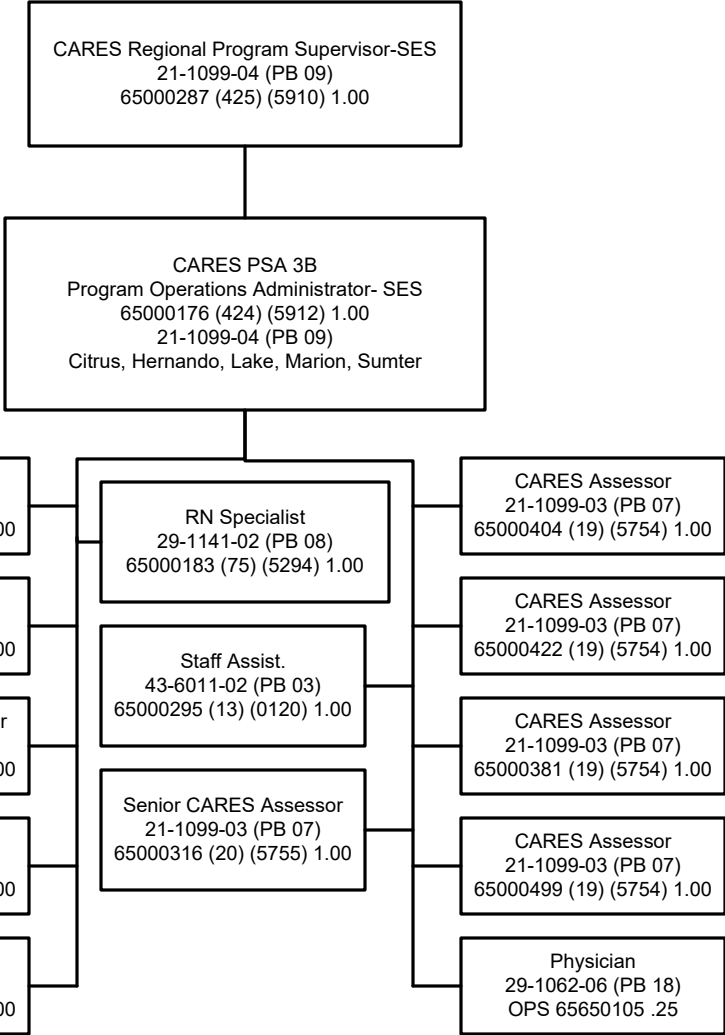 CARES Regional Program Supervisor-SES
21-1099-04 (PB 09)
65000287 (425) (5910) 1.00
CARES PSA 3B
Program Operations Administrator- SES
65000176 (424) (5912) 1.00
21-1099-04 (PB 09)
Citrus, Hernando, Lake, Marion, Sumter
RN Specialist
29-1141-02 (PB 08)
65000183 (75) (5294) 1.00
Staff Assist.
43-6011-02 (PB 03)
65000295 (13) (0120) 1.00
Senior CARES Assessor
21-1099-03 (PB 07)
65000316 (20) (5755) 1.00
CARES Assessor
21-1099-03 (PB 07)
65000404 (19) (5754) 1.00
CARES Assessor
21-1099-03 (PB 07)
65000422 (19) (5754) 1.00
CARES Assessor
21-1099-03 (PB 07)
65000381 (19) (5754) 1.00
CARES Assessor
21-1099-03 (PB 07)
65000499 (19) (5754) 1.00
Physician
29-1062-06 (PB 18)
OPS 65650105 .25